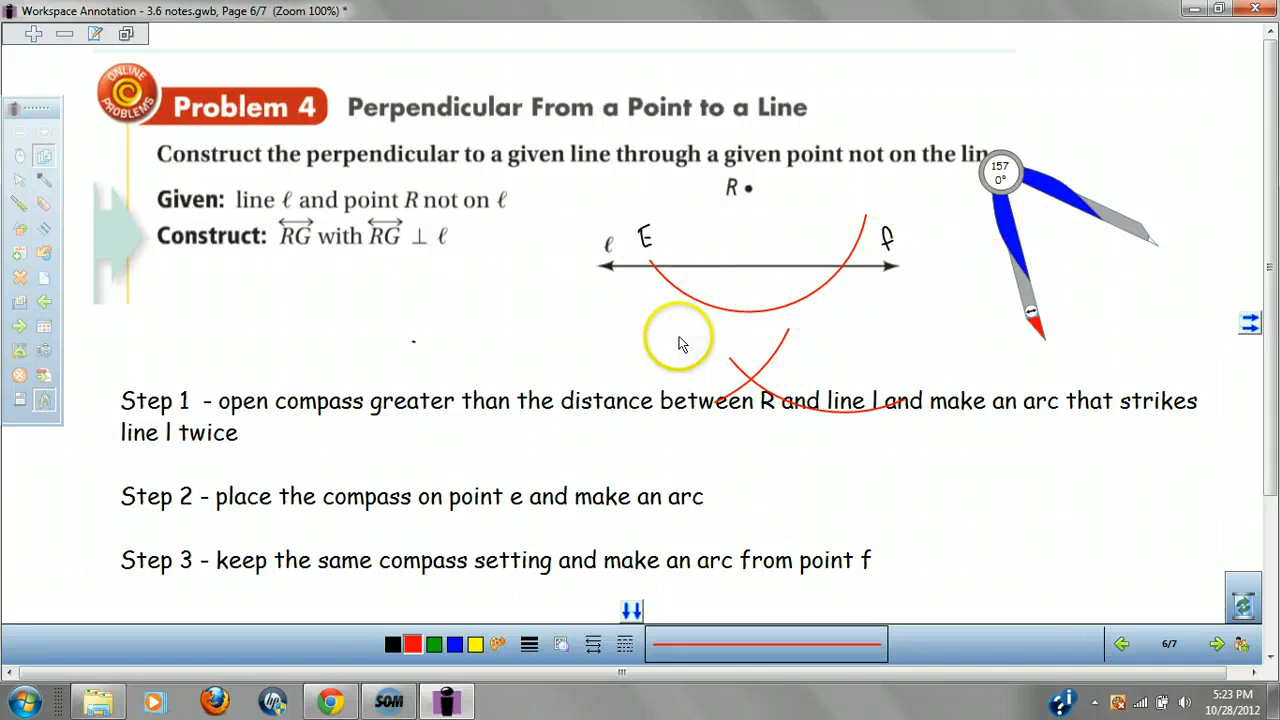 Workspace Annotation - 3.6 notes.gwb, Page 6/7 (Zoom 100%) *
ONLINE PROBLEMS
Problem 4 Perpendicular From a Point to a Line
Construct the perpendicular to a given line through a given point not on the lin
157
0°
R
Given: line ℓ and point R not on ℓ
Construct: RG with RG ⊥ ℓ
ℓ E f
Step 1 - open compass greater than the distance between R and line l and make an arc that strikes
line l twice
Step 2 - place the compass on point e and make an arc
Step 3 - keep the same compass setting and make an arc from point f
6/7
hp
SOM
5:23 PM
10/28/2012